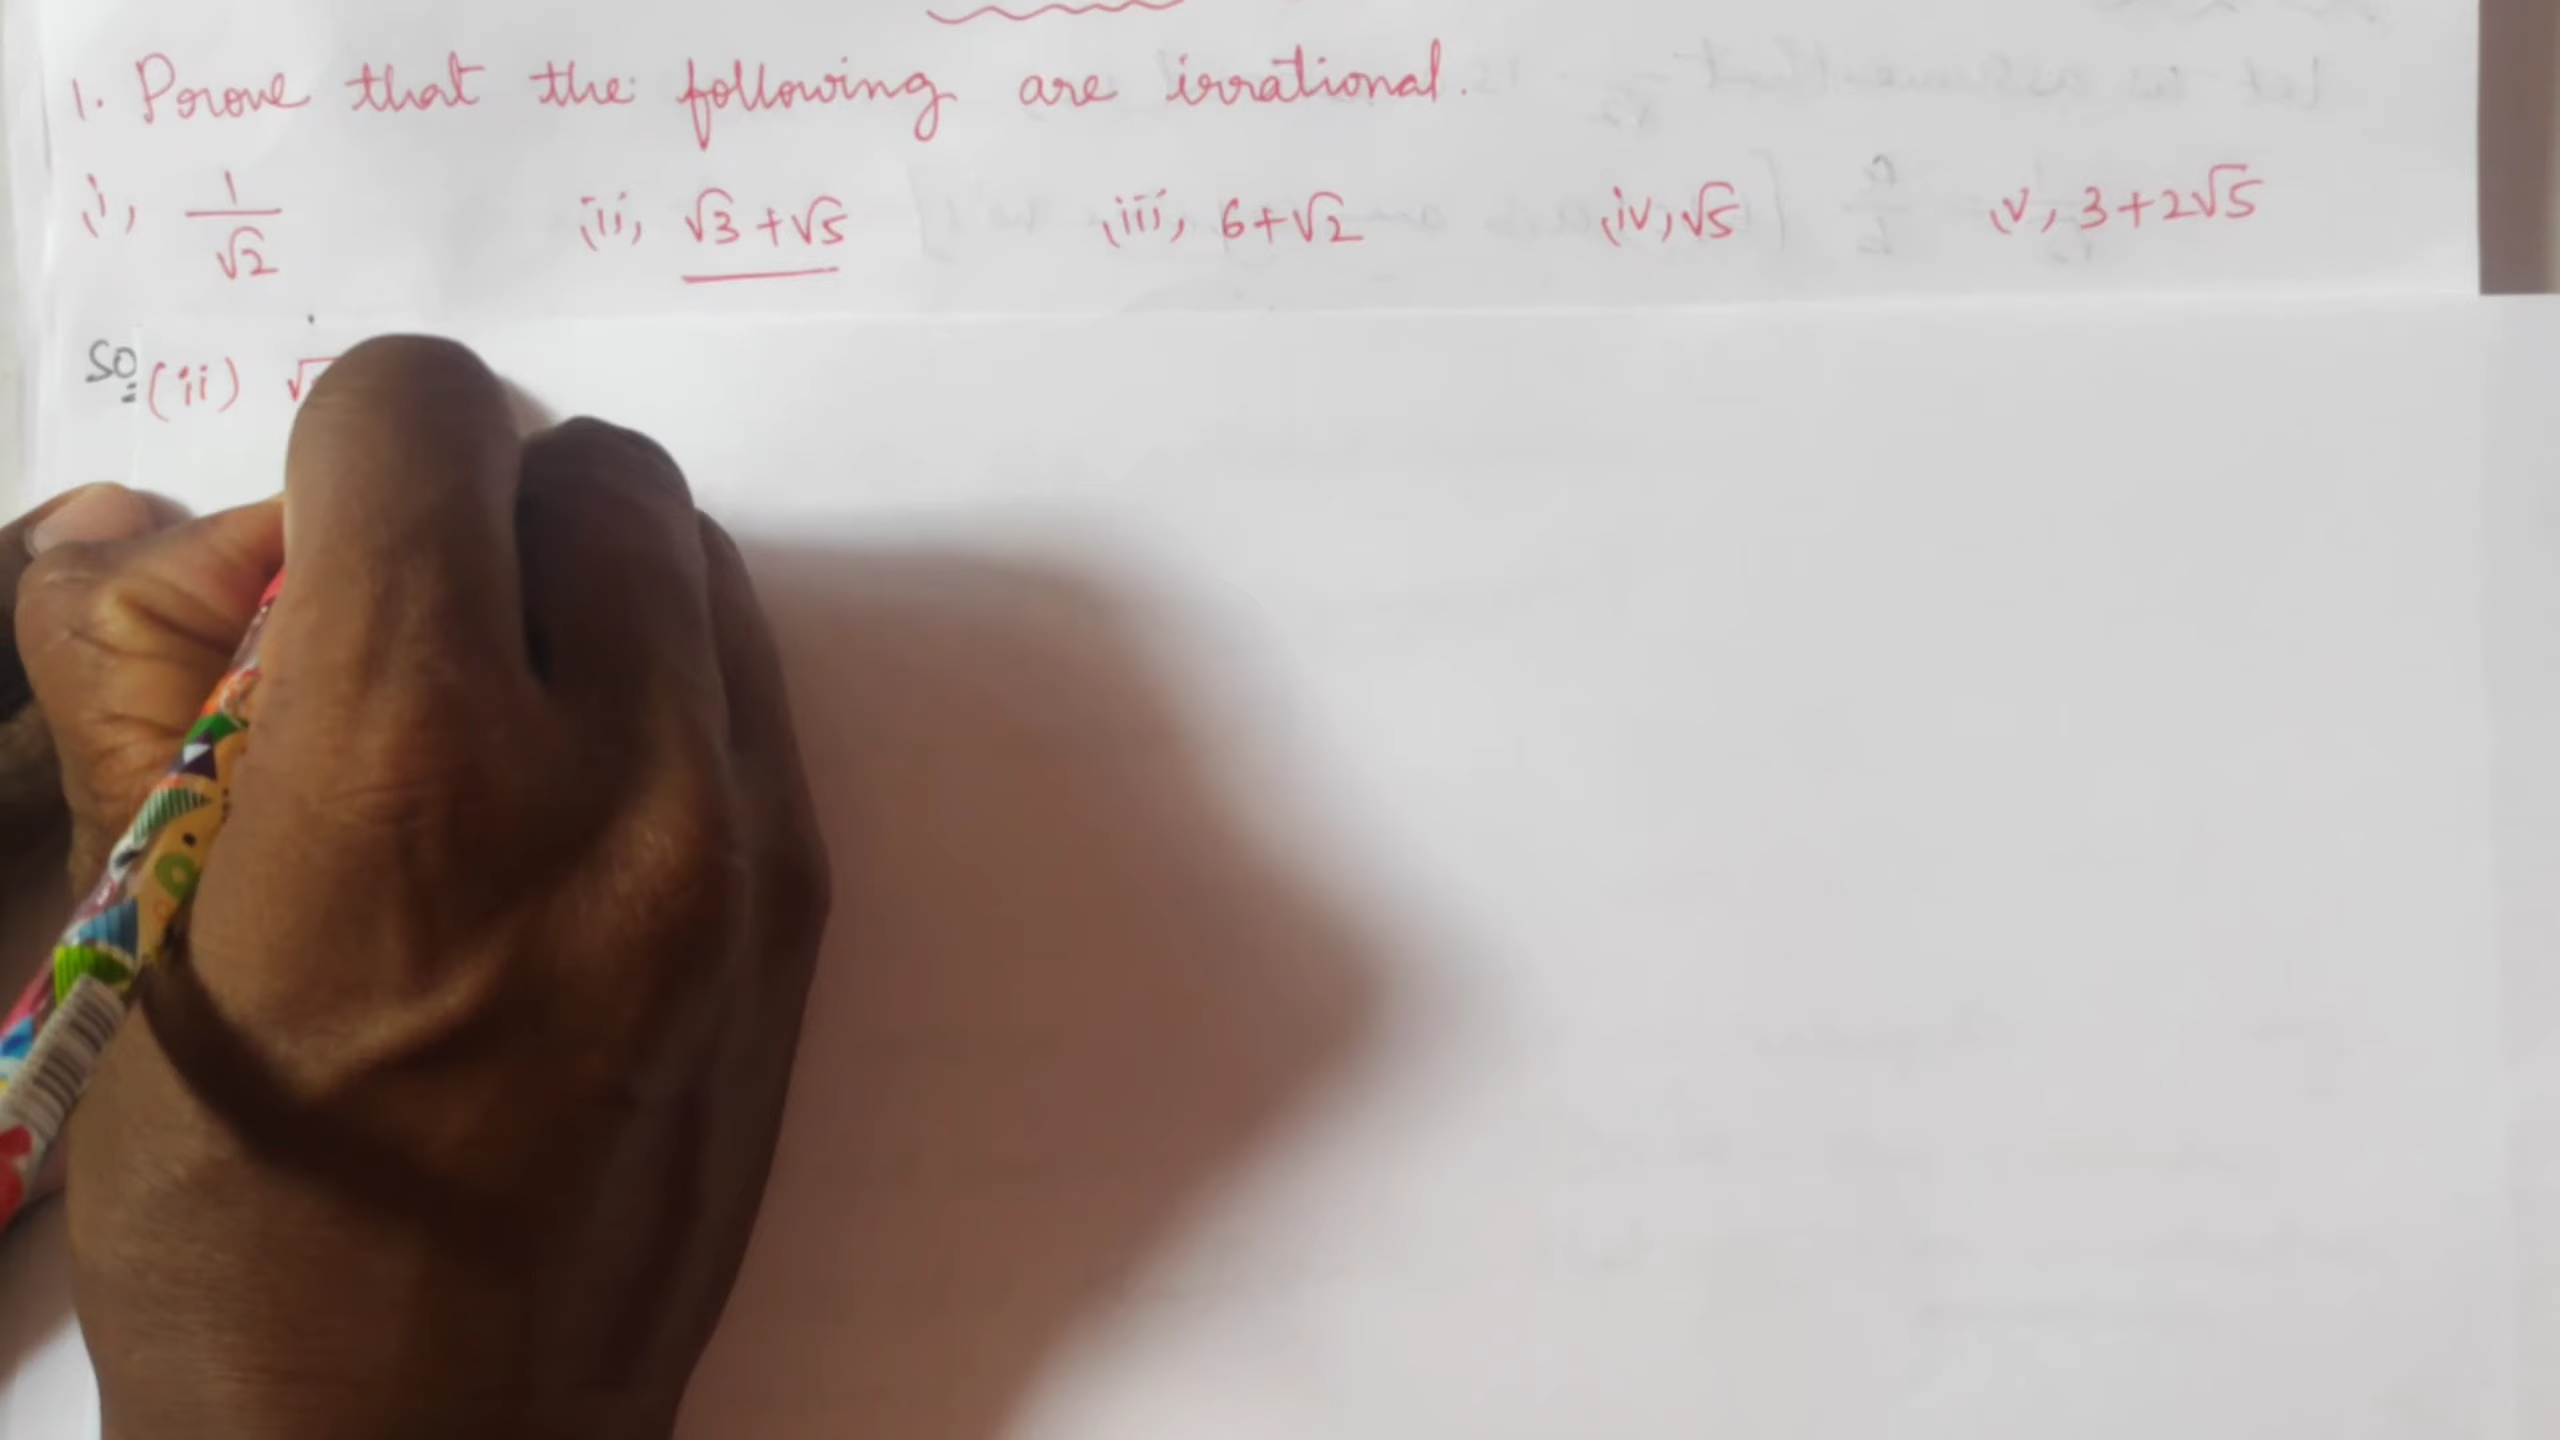 1. Prove that the following are irrational.
(i) 1/√2 (ii) √3+√5 (iii) 6+√2 (iv) √5 (v) 3+2√5
So (ii) √